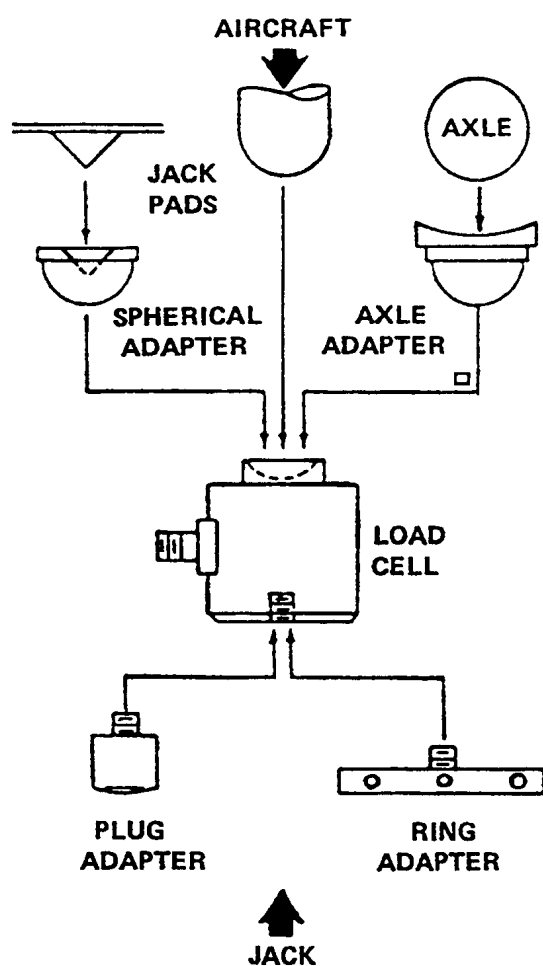 AIRCRAFT
AXLE
JACK
PADS
SPHERICAL
ADAPTER
AXLE
ADAPTER
LOAD
CELL
PLUG
ADAPTER
RING
ADAPTER
JACK